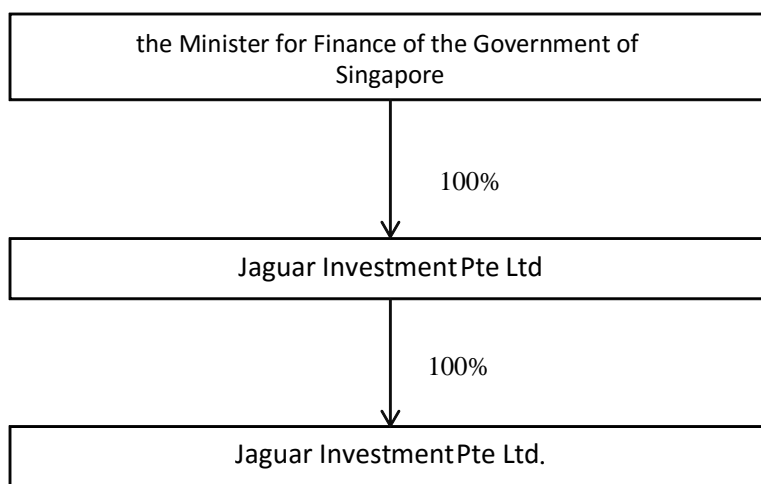 the Minister for Finance of the Government of
Singapore
100%
Jaguar Investment Pte Ltd
100%
Jaguar Investment Pte Ltd.